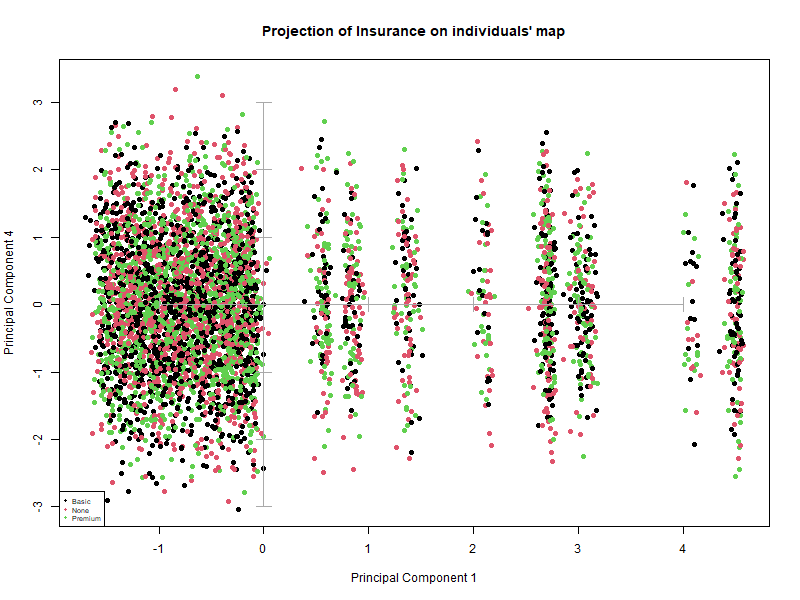 Projection of Insurance on individuals' map
Principal Component 4
3
2
1
0
-1
-2
-3
Basic
None
Premium
-1
0
1
2
3
4
Principal Component 1